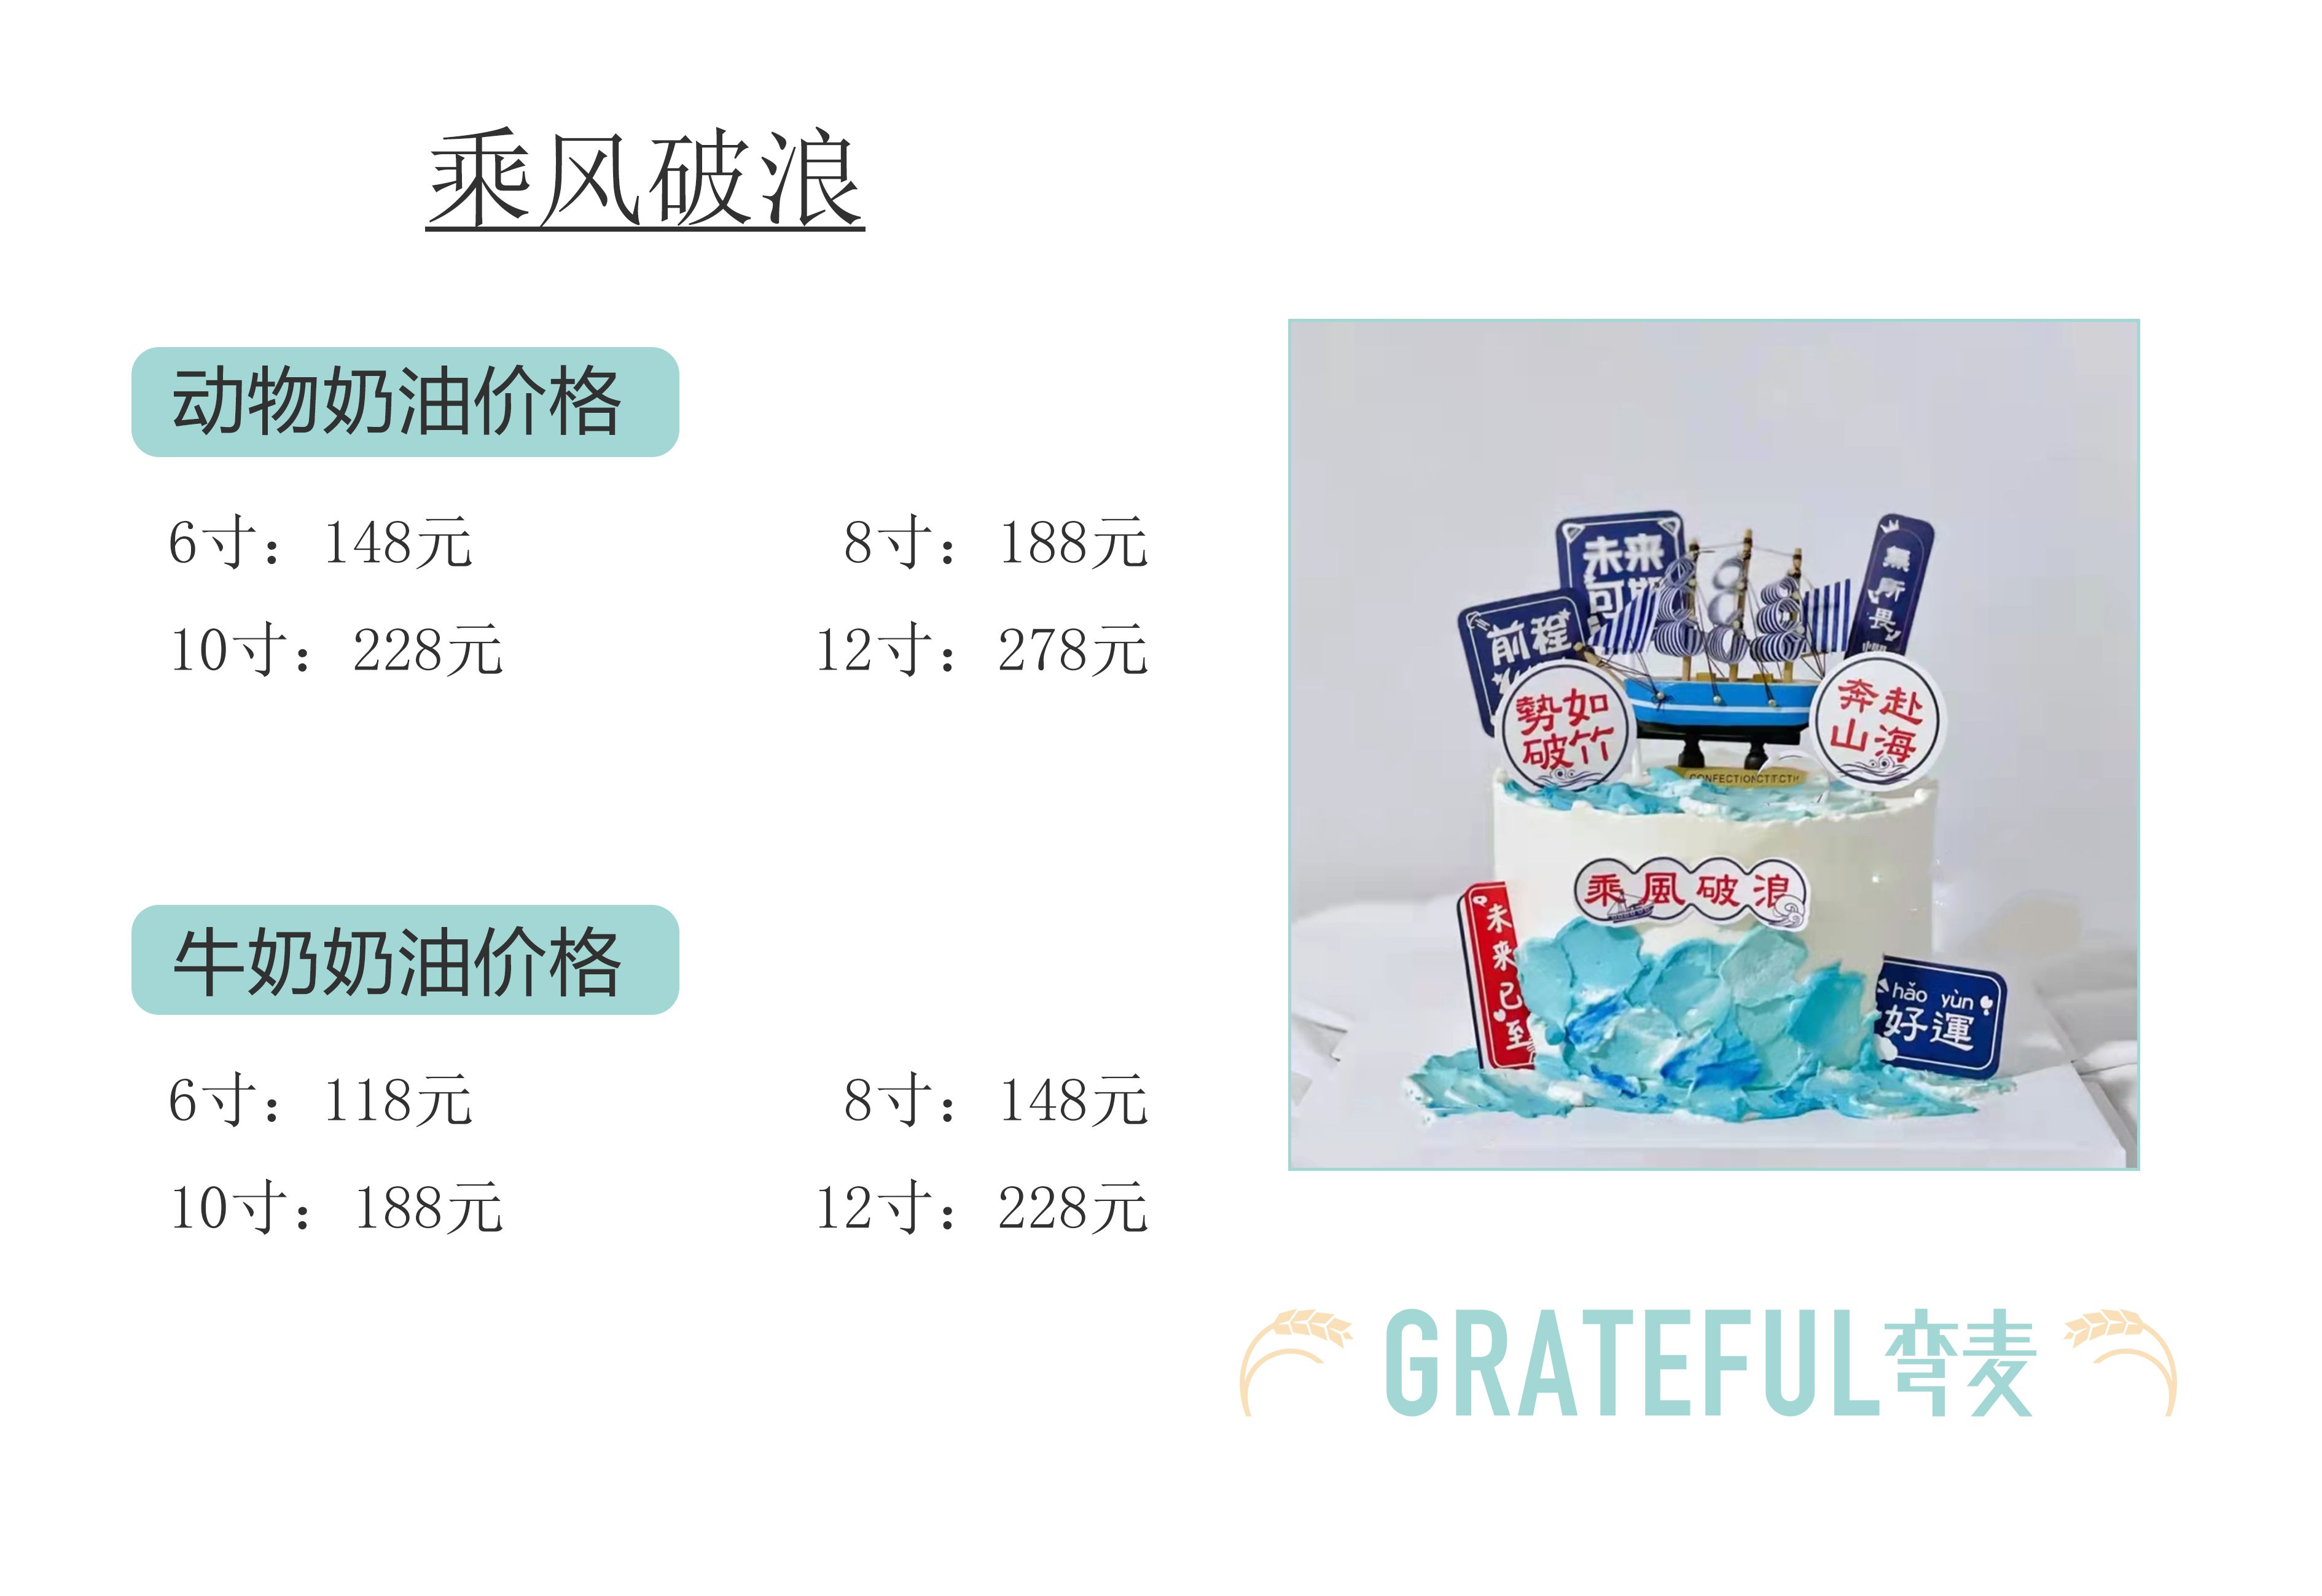 乘风破浪
动物奶油价格
6寸：148元
8寸：188元
10寸：228元
12寸：278元
牛奶奶油价格
6寸：118元
8寸：148元
10寸：188元
12寸：228元
未来
可期
無所畏
前程
勢如
破竹
奔赴
山海
乘風破浪
未来已至
hǎo yùn
好運
GRATEFUL弯麦